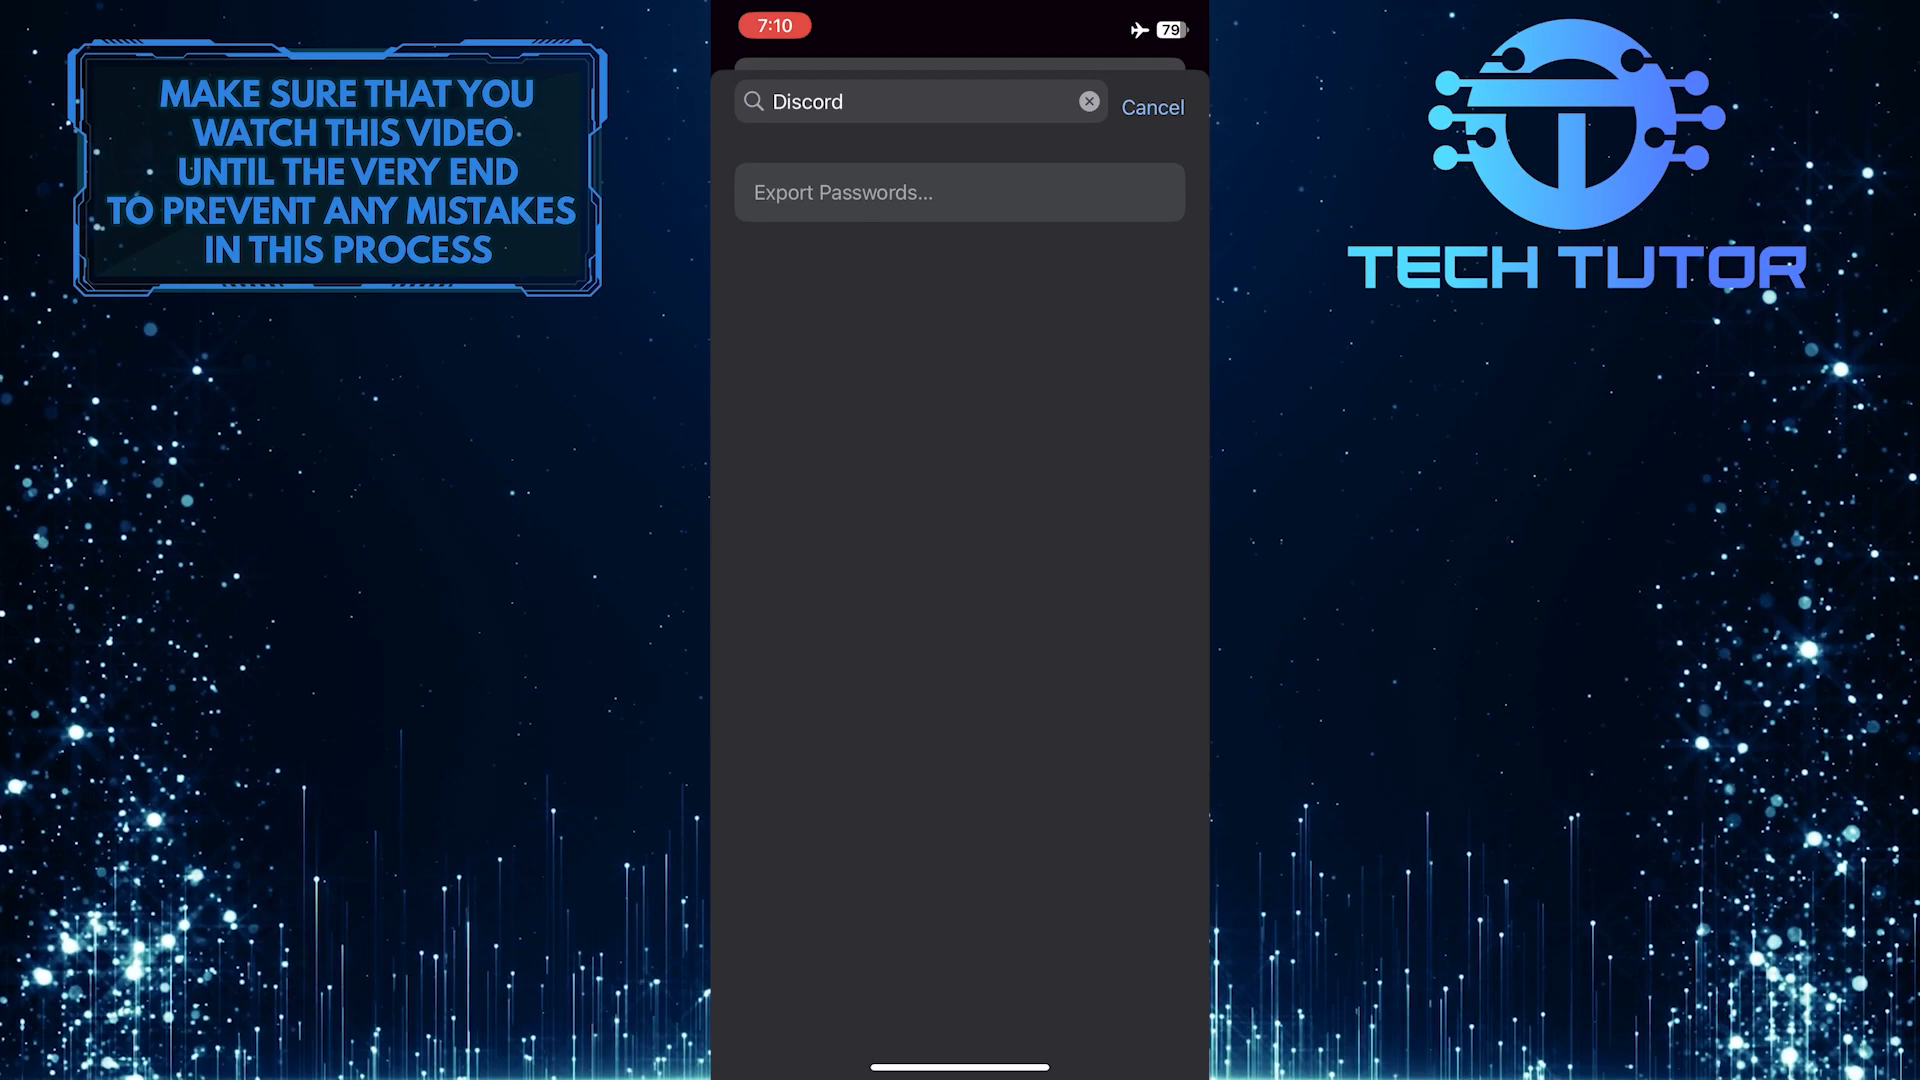 MAKE SURE THAT YOU
WATCH THIS VIDEO
UNTIL THE VERY END
TO PREVENT ANY MISTAKES
IN THIS PROCESS
7:10
79
Discord
Cancel
Export Passwords...
TECH TUTOR